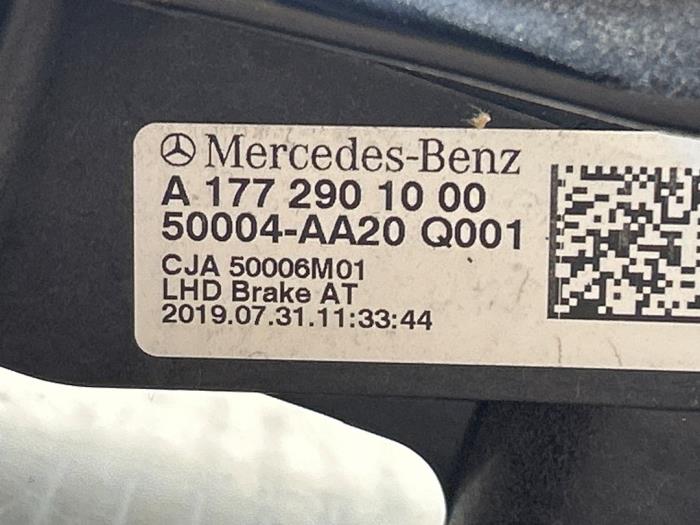 Mercedes-Benz
A 177 290 10 00
50004-AA20 Q001
CJA 50006M01
LHD Brake AT
2019.07.31.11:33:44